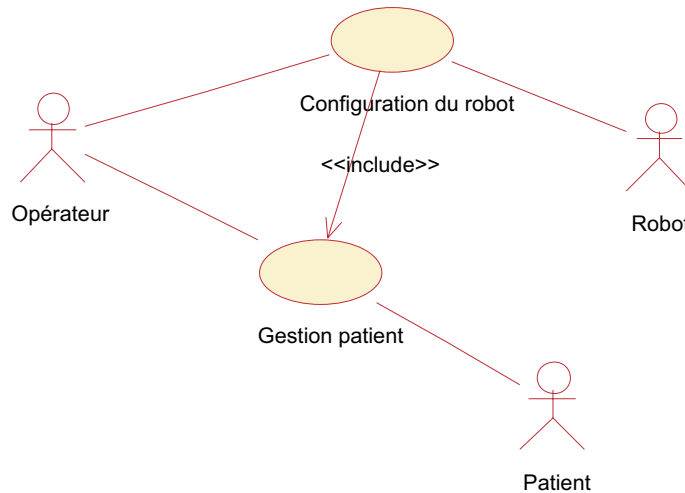 Configuration du robot
<<include>>
Opérateur
Robot
Gestion patient
Patient